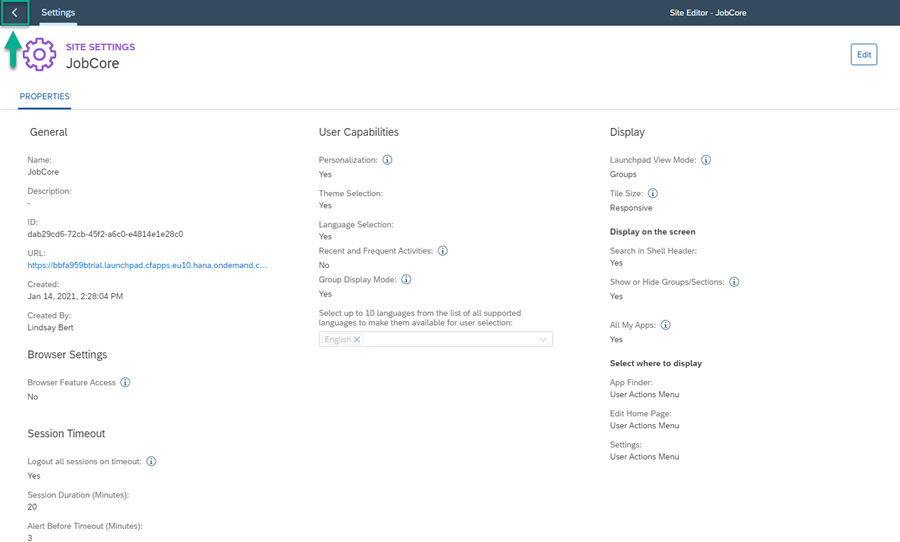 Settings
Site Editor - JobCore
SITE SETTINGS
JobCore
Edit
PROPERTIES
General
Name:
JobCore
Description:
-
ID:
dab29cd6-72cb-45f2-a6c0-e4814e1e28c0
URL:
https://bbfa959btrial.launchpad.cfapps.eu10.hana.ondemand.c...
Created:
Jan 14, 2021, 2:28:04 PM
Created By:
Lindsay Bert
Browser Settings
Browser Feature Access
No
Session Timeout
Logout all sessions on timeout:
Yes
Session Duration (Minutes):
20
Alert Before Timeout (Minutes):
3
User Capabilities
Personalization:
Yes
Theme Selection:
Yes
Language Selection:
Yes
Recent and Frequent Activities:
No
Group Display Mode:
Yes
Select up to 10 languages from the list of all supported
languages to make them available for user selection:
English
Display
Launchpad View Mode:
Groups
Tile Size:
Responsive
Display on the screen
Search in Shell Header:
Yes
Show or Hide Groups/Sections:
Yes
All My Apps:
Yes
Select where to display
App Finder:
User Actions Menu
Edit Home Page:
User Actions Menu
Settings:
User Actions Menu